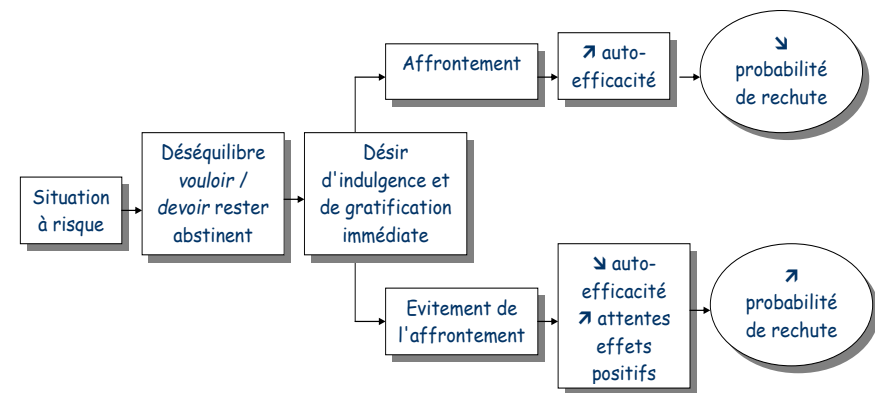 Situation
à risque
Déséquilibre
vouloir /
devoir rester
abstinent
Désir
d'indulgence et
de gratification
immédiate
Affrontement
↗ auto-
efficacité
↘
probabilité
de rechute
Evitement de
l'affrontement
↘ auto-
efficacité
↗ attentes
effets
positifs
↗
probabilité
de rechute